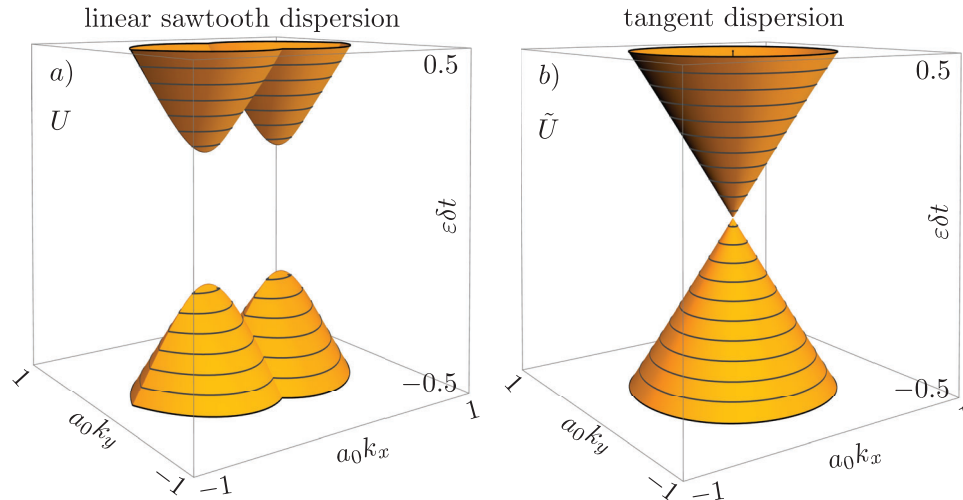 linear sawtooth dispersion
a)
U
0.5
εδt
−0.5
1
a₀k_y
−1
−1
a₀k_x
1
tangent dispersion
b)
Ũ
0.5
εδt
−0.5
1
a₀k_y
−1
−1
a₀k_x
1